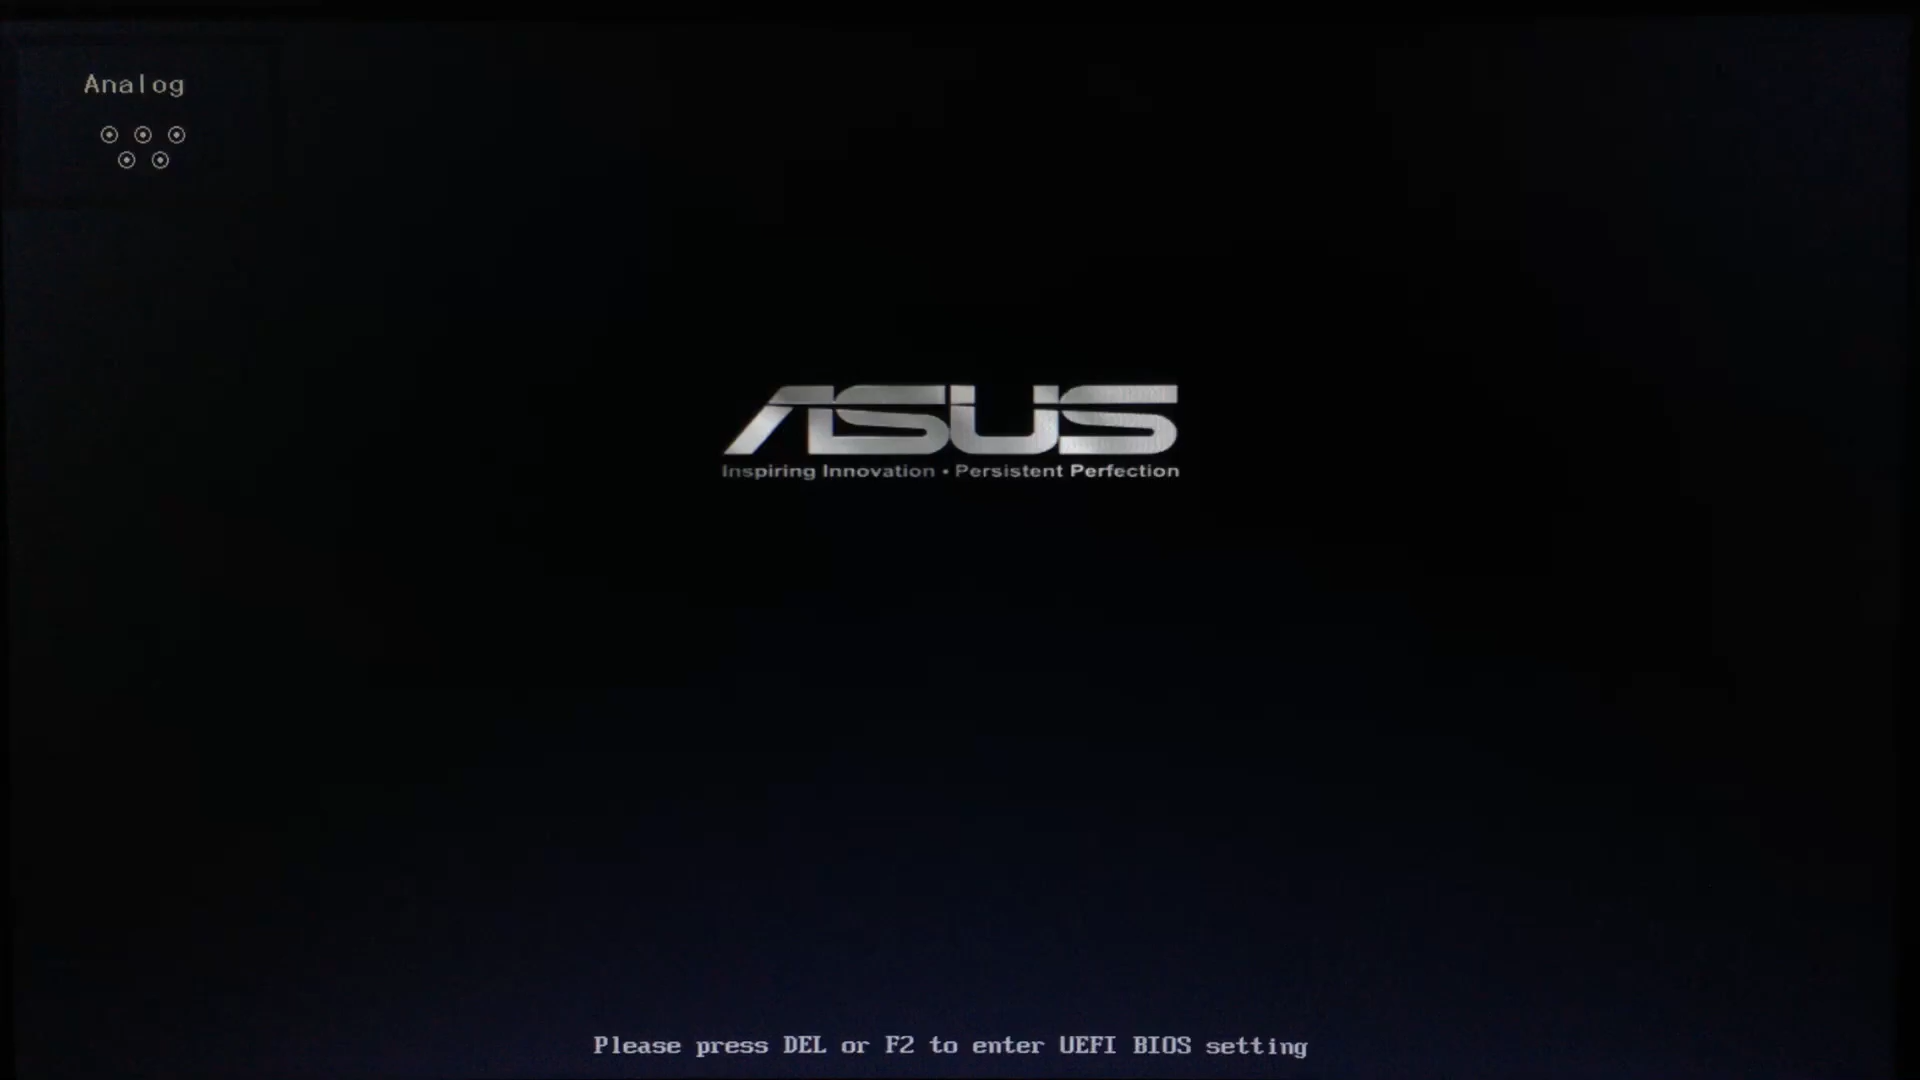 Analog
ASUS
Inspiring Innovation • Persistent Perfection
Please press DEL or F2 to enter UEFI BIOS setting